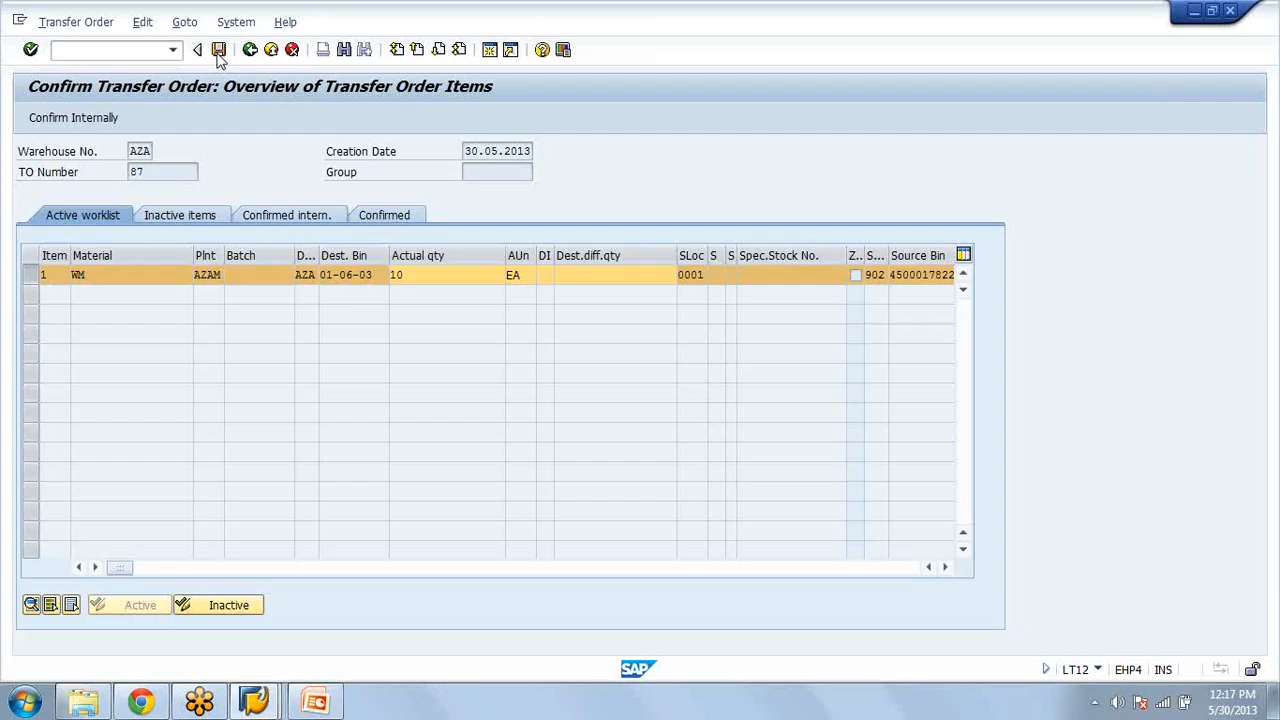 Transfer Order Edit Goto System Help
Confirm Transfer Order: Overview of Transfer Order Items
Confirm Internally
Warehouse No. AZA Creation Date 30.05.2013
TO Number 87 Group
Active worklist Inactive items Confirmed intern. Confirmed
Item Material Plnt Batch D... Dest. Bin Actual qty AUn DI Dest.diff.qty SLoc S S Spec.Stock No. Z.. S... Source Bin
1 WM AZAM AZA 01-06-03 10 EA 0001 902 4500017822
Active Inactive
SAP LT12 EHP4 INS
12:17 PM
5/30/2013